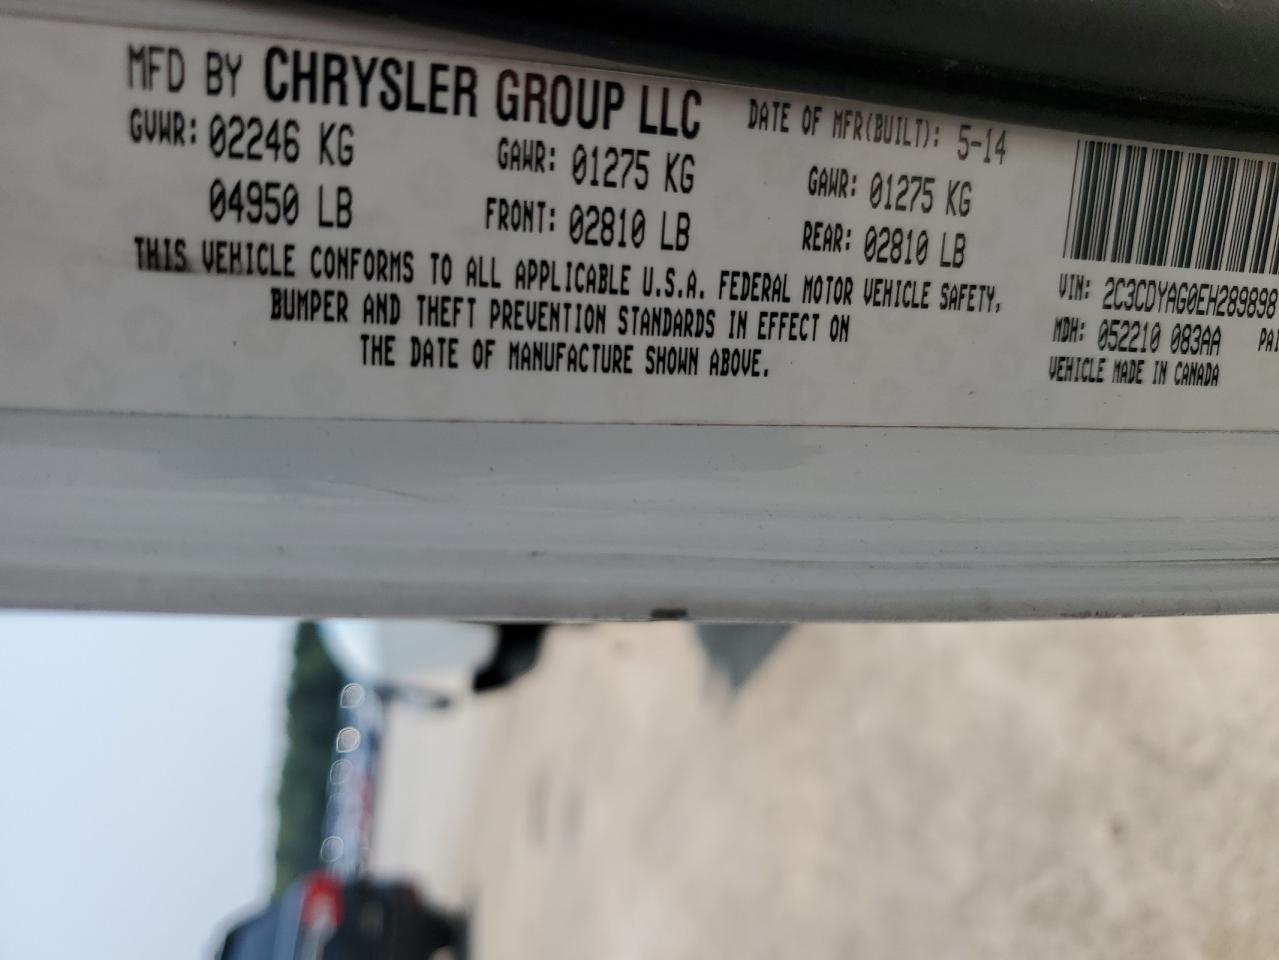 MFD BY CHRYSLER GROUP LLC DATE OF MFR(BUILT): 5-14
GVWR: 02246 KG GAWR: 01275 KG GAWR: 01275 KG
04950 LB FRONT: 02810 LB REAR: 02810 LB
THIS VEHICLE CONFORMS TO ALL APPLICABLE U.S.A. FEDERAL MOTOR VEHICLE SAFETY,
BUMPER AND THEFT PREVENTION STANDARDS IN EFFECT ON
THE DATE OF MANUFACTURE SHOWN ABOVE.
VIN: 2C3CDYAG0EH289898
MDH: 052210 083AA PAI
VEHICLE MADE IN CANADA